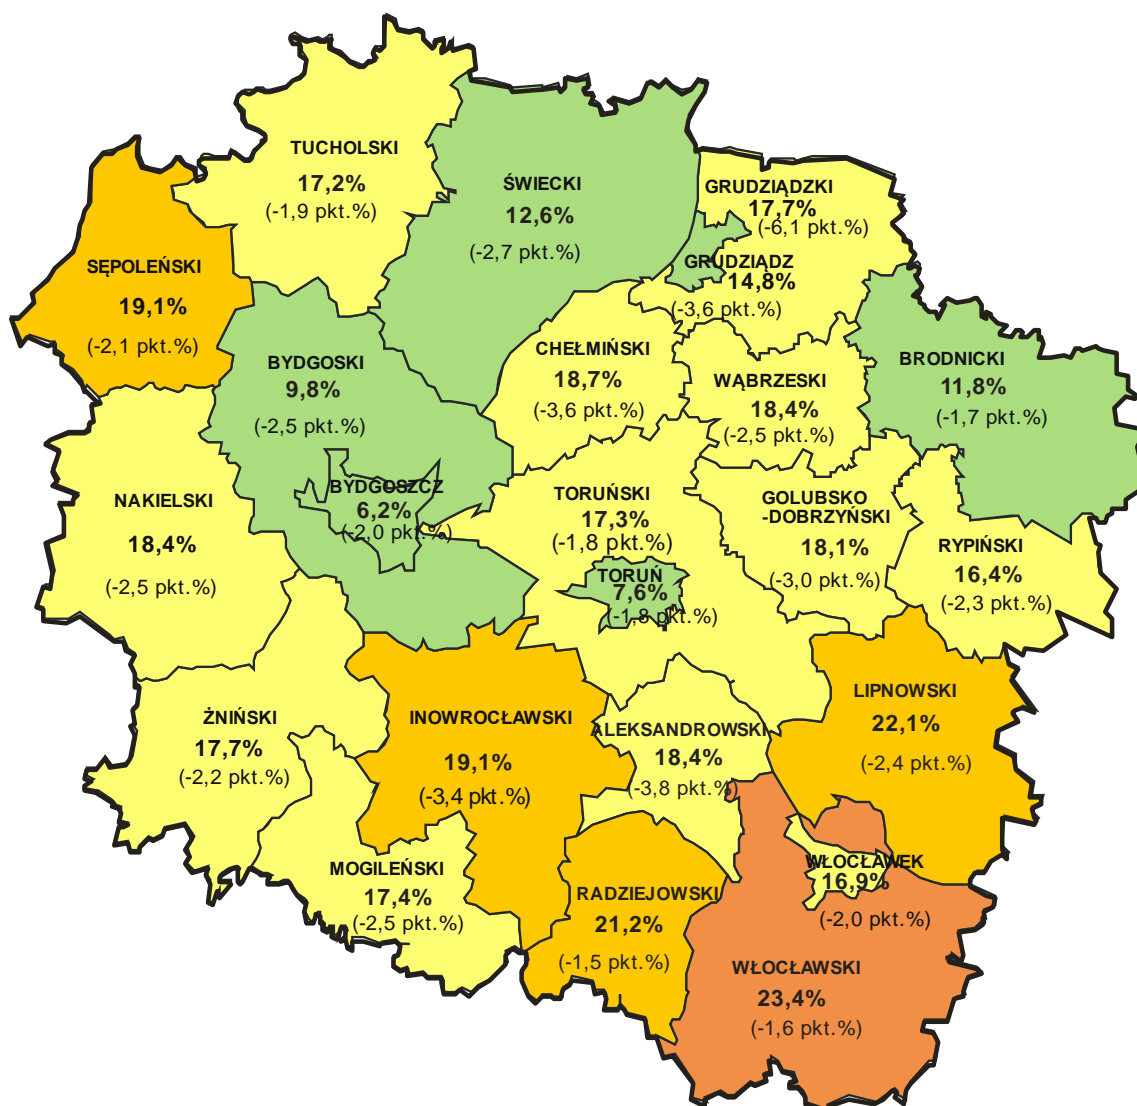 TUCHOLSKI
17,2%
(-1,9 pkt.%)
ŚWIECKI
12,6%
(-2,7 pkt.%)
GRUDZIĄDZKI
17,7%
(-6,1 pkt.%)
GRUDZIĄDZ
14,8%
(-3,6 pkt.%)
SĘPOLEŃSKI
19,1%
(-2,1 pkt.%)
BYDGOSKI
9,8%
(-2,5 pkt.%)
CHEŁMIŃSKI
18,7%
(-3,6 pkt.%)
WĄBRZESKI
18,4%
(-2,5 pkt.%)
BRODNICKI
11,8%
(-1,7 pkt.%)
NAKIELSKI
18,4%
(-2,5 pkt.%)
BYDGOSZCZ
6,2%
(-2,0 pkt.%)
TORUŃSKI
17,3%
(-1,8 pkt.%)
TORUŃ
7,6%
(-1,8 pkt.%)
GOLUBSKO
-DOBRZYŃSKI
18,1%
(-3,0 pkt.%)
RYPIŃSKI
16,4%
(-2,3 pkt.%)
ŻNIŃSKI
17,7%
(-2,2 pkt.%)
INOWROCŁAWSKI
19,1%
(-3,4 pkt.%)
ALEKSANDROWSKI
18,4%
(-3,8 pkt.%)
LIPNOWSKI
22,1%
(-2,4 pkt.%)
MOGILEŃSKI
17,4%
(-2,5 pkt.%)
RADZIEJOWSKI
21,2%
(-1,5 pkt.%)
WŁOCŁAWEK
16,9%
(-2,0 pkt.%)
WŁOCŁAWSKI
23,4%
(-1,6 pkt.%)